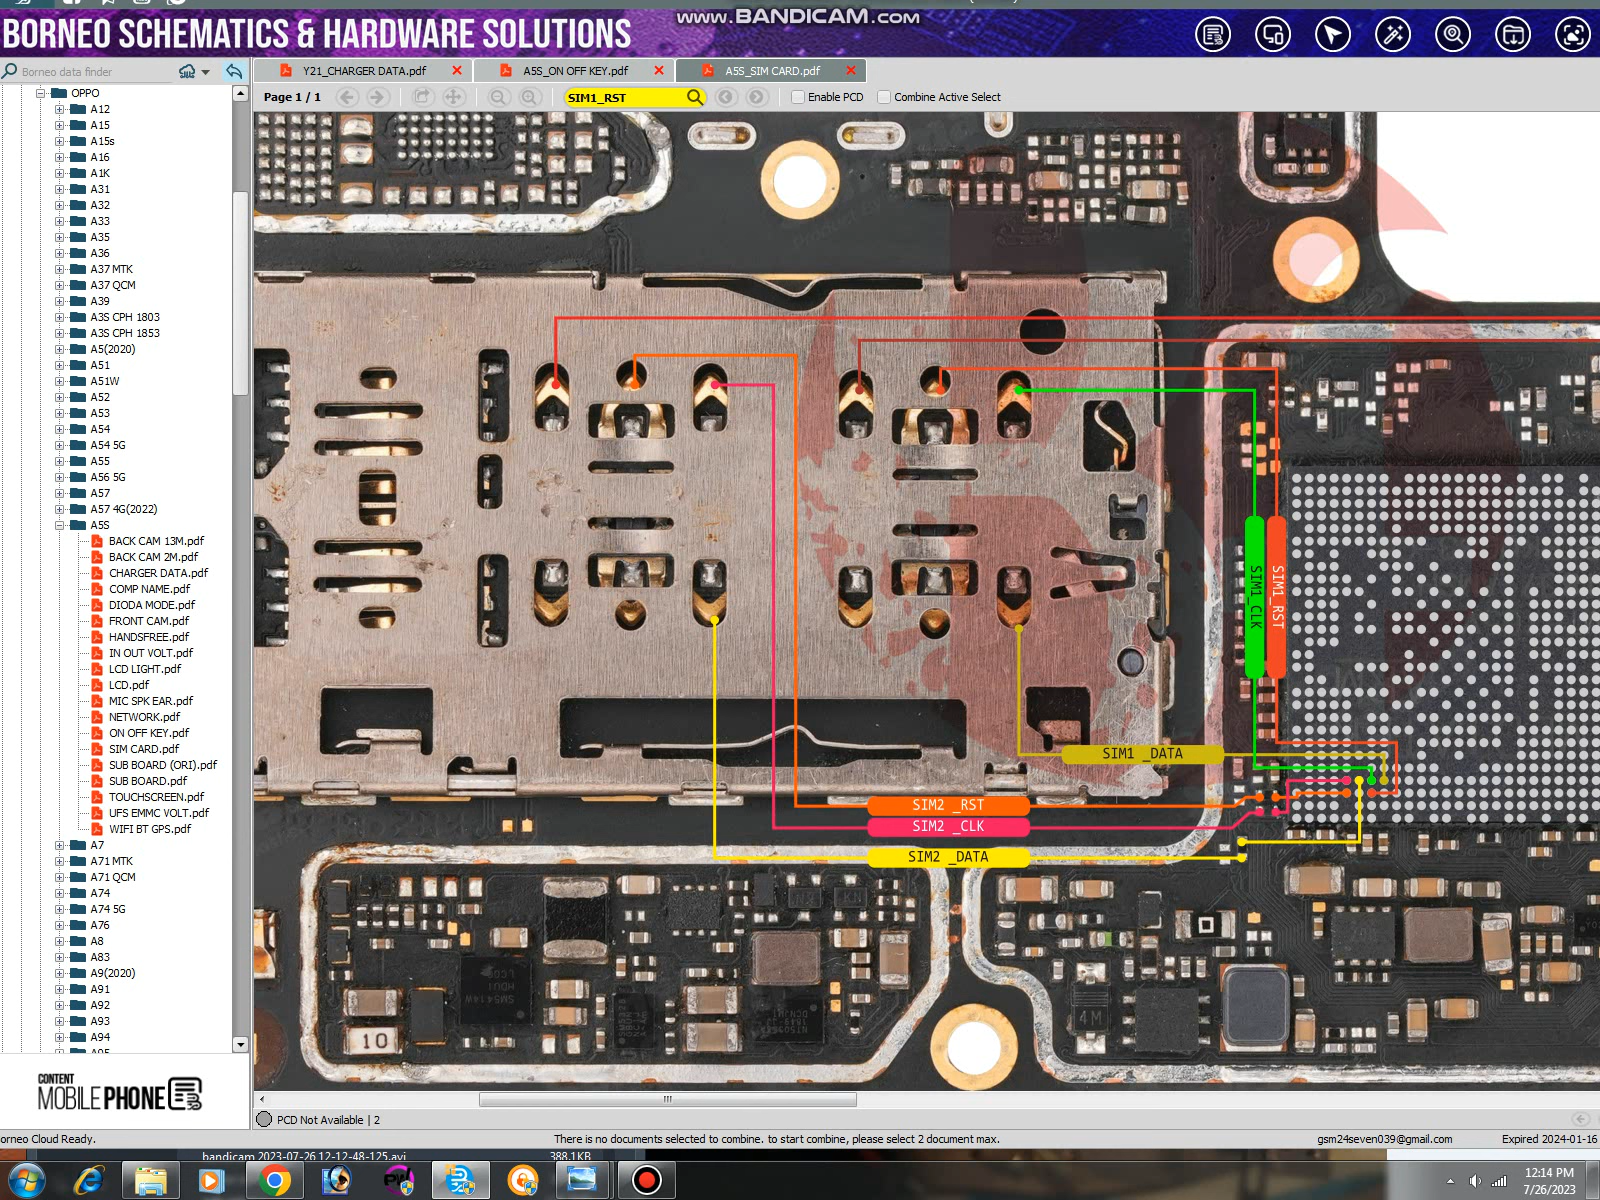 www.BANDICAM.com
BORNEO SCHEMATICS & HARDWARE SOLUTIONS
Borneo data finder
Y21_CHARGER DATA.pdf
A5S_ON OFF KEY.pdf
A5S_SIM CARD.pdf
Page 1 / 1
SIM1_RST
Enable PCD
Combine Active Select
OPPO
A12
A15
A15s
A16
A1K
A31
A32
A33
A35
A36
A37 MTK
A37 QCM
A39
A3S CPH 1803
A3S CPH 1853
A5(2020)
A51
A51W
A52
A53
A54
A54 5G
A55
A56 5G
A57
A57 4G(2022)
A5S
BACK CAM 13M.pdf
BACK CAM 2M.pdf
CHARGER DATA.pdf
COMP NAME.pdf
DIODA MODE.pdf
FRONT CAM.pdf
HANDSFREE.pdf
IN OUT VOLT.pdf
LCD LIGHT.pdf
LCD.pdf
MIC SPK EAR.pdf
NETWORK.pdf
ON OFF KEY.pdf
SIM CARD.pdf
SUB BOARD (ORI).pdf
SUB BOARD.pdf
TOUCHSCREEN.pdf
UFS EMMC VOLT.pdf
WIFI BT GPS.pdf
A7
A71 MTK
A71 QCM
A74
A74 5G
A76
A8
A83
A9(2020)
A91
A92
A93
A94
A95
SIM1_CLK
SIM1_RST
SIM1 _DATA
SIM2 _RST
SIM2 _CLK
SIM2 _DATA
10
4M
CONTENT
MOBILE PHONE
PCD Not Available | 2
orneo Cloud Ready.
There is no documents selected to combine. to start combine, please select 2 document max.
gsm24seven039@gmail.com
Expired 2024-01-16
bandicam 2023-07-26 12-12-48-125.avi
388.1KB
12:14 PM
7/26/2023